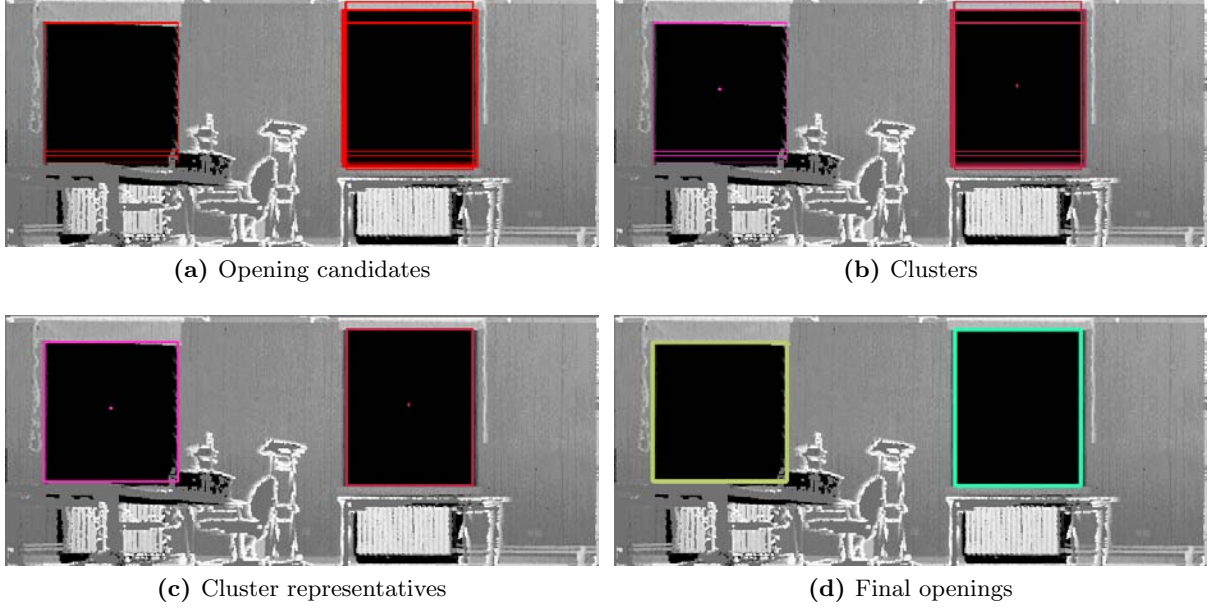 (a) Opening candidates
(b) Clusters
(c) Cluster representatives
(d) Final openings